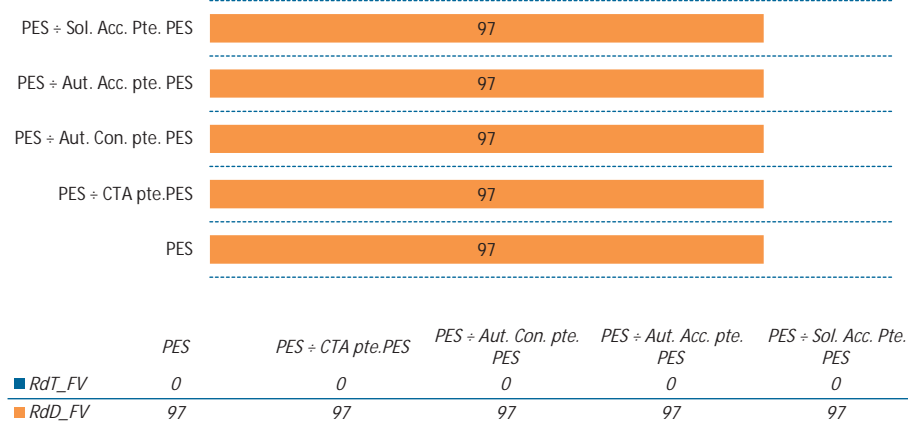 PES ÷ Sol. Acc. Pte. PES 97
PES ÷ Aut. Acc. pte. PES 97
PES ÷ Aut. Con. pte. PES 97
PES ÷ CTA pte.PES 97
PES 97
PES PES ÷ CTA pte.PES PES ÷ Aut. Con. pte. PES PES ÷ Aut. Acc. pte. PES PES ÷ Sol. Acc. Pte. PES
RdT_FV 0 0 0 0 0
RdD_FV 97 97 97 97 97